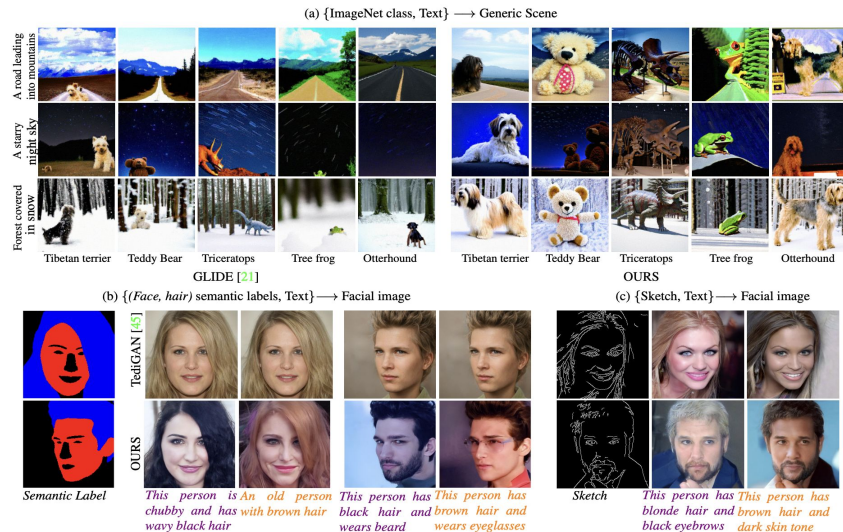 (a) {ImageNet class, Text} ⟶ Generic Scene
A road leading
into mountains
A starry
night sky
Forest covered
in snow
Tibetan terrier Teddy Bear Triceratops Tree frog Otterhound
Tibetan terrier Teddy Bear Triceratops Tree frog Otterhound
GLIDE [21]
OURS
(b) {(Face, hair) semantic labels, Text} ⟶ Facial image
TediGAN [45]
OURS
Semantic Label
This person is
chubby and has
wavy black hair
An old person
with brown hair
This person has
black hair and
wears beard
This person has
brown hair and
wears eyeglasses
(c) {Sketch, Text} ⟶ Facial image
Sketch
This person has
blonde hair and
black eyebrows
This person has
brown hair and
dark skin tone